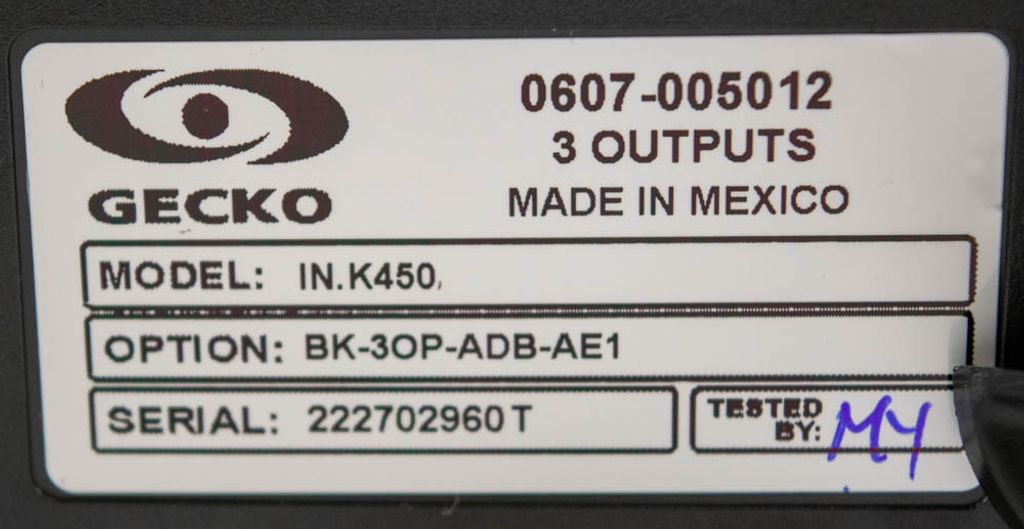 GECKO
0607-005012
3 OUTPUTS
MADE IN MEXICO
MODEL: IN.K450
OPTION: BK-3OP-ADB-AE1
SERIAL: 222702960T
TESTED
BY: MY